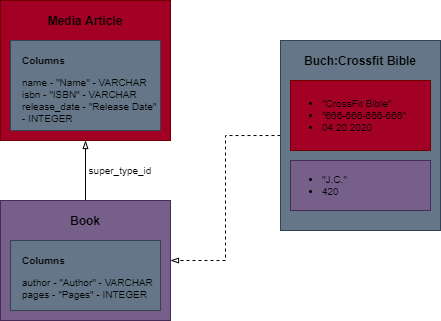 Media Article
Columns
name - "Name" - VARCHAR
isbn - "ISBN" - VARCHAR
release_date - "Release Date"
- INTEGER
super_type_id
Book
Columns
author - "Author" - VARCHAR
pages - "Pages" - INTEGER
Buch:Crossfit Bible
• "CrossFit Bible"
• "666-666-666-666"
• 04.20.2020
• "J.C."
• 420